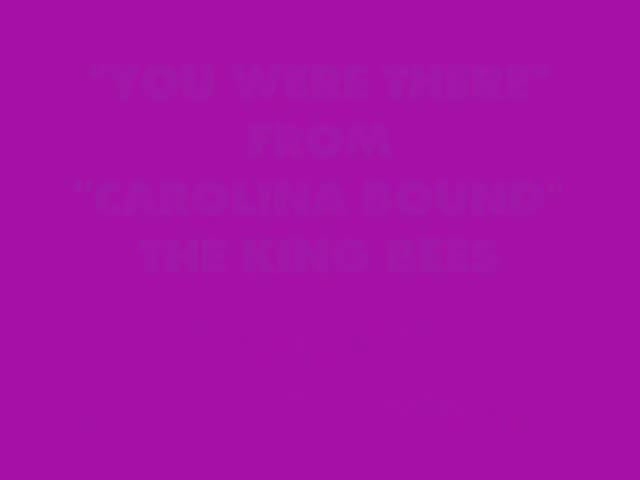 "YOU WERE THERE"
FROM
"CAROLINA BOUND"
THE KING BEES